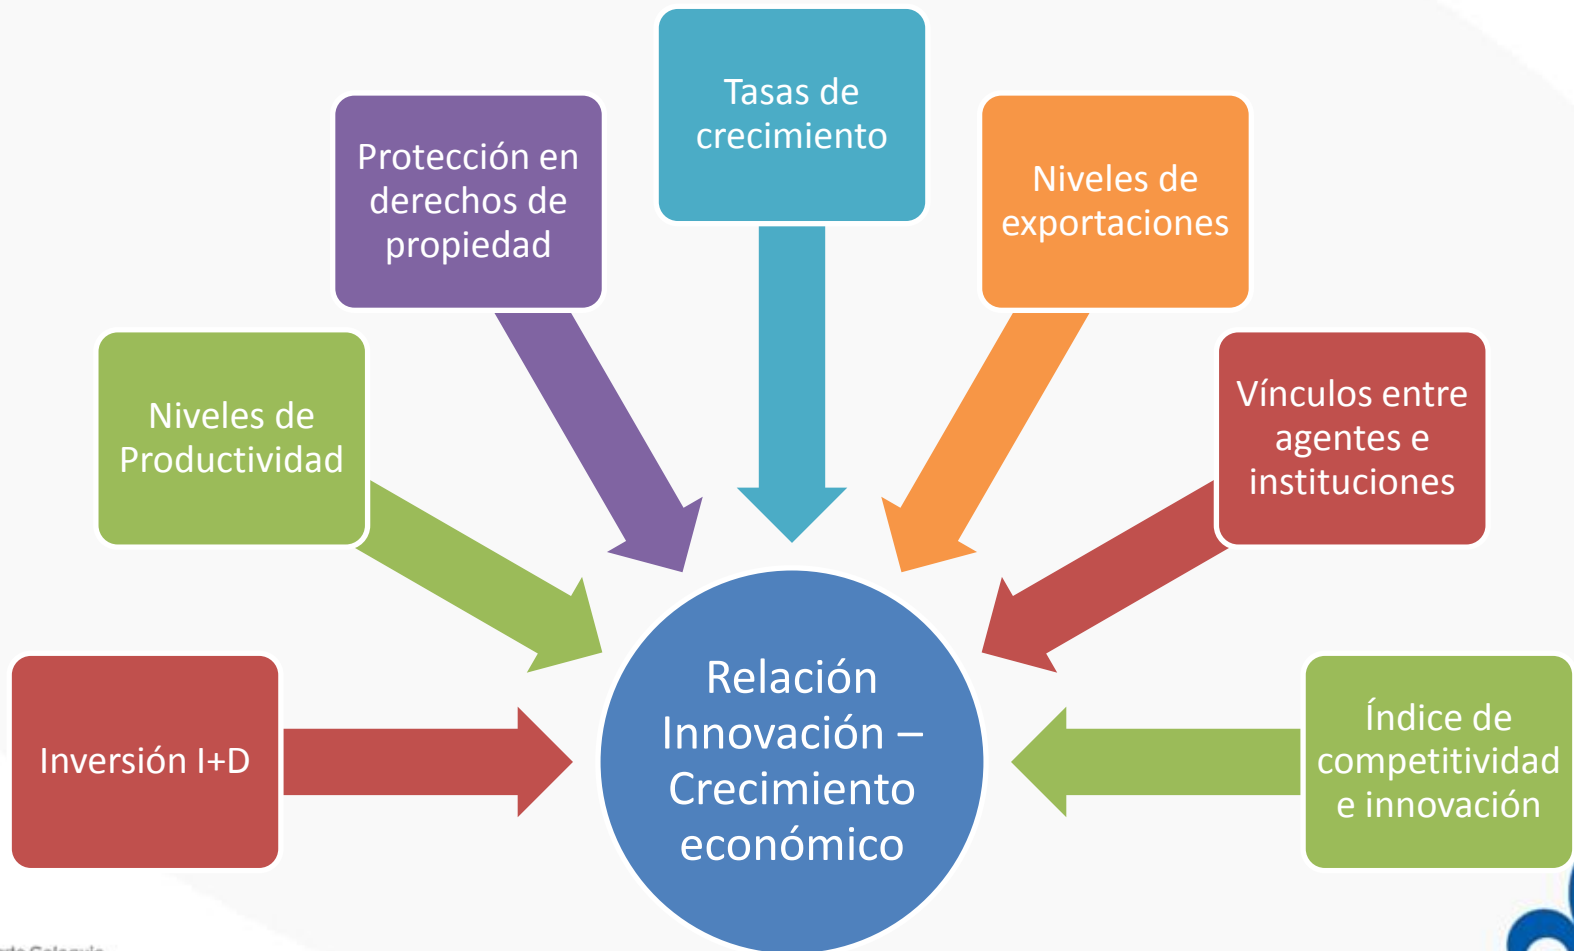 Tasas de
crecimiento
Protección en
derechos de
propiedad
Niveles de
exportaciones
Niveles de
Productividad
Vínculos entre
agentes e
instituciones
Inversión I+D
Relación
Innovación –
Crecimiento
económico
Índice de
competitividad
e innovación